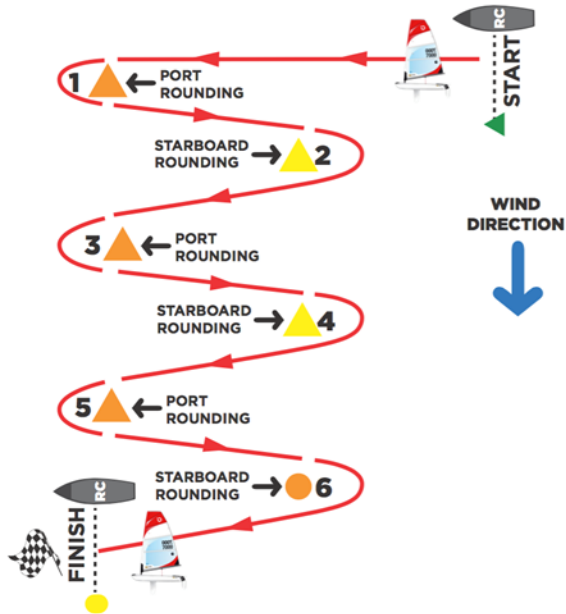 RC
START
1
PORT
ROUNDING
STARBOARD
ROUNDING
2
WIND
DIRECTION
3
PORT
ROUNDING
STARBOARD
ROUNDING
4
5
PORT
ROUNDING
STARBOARD
ROUNDING
6
RC
FINISH